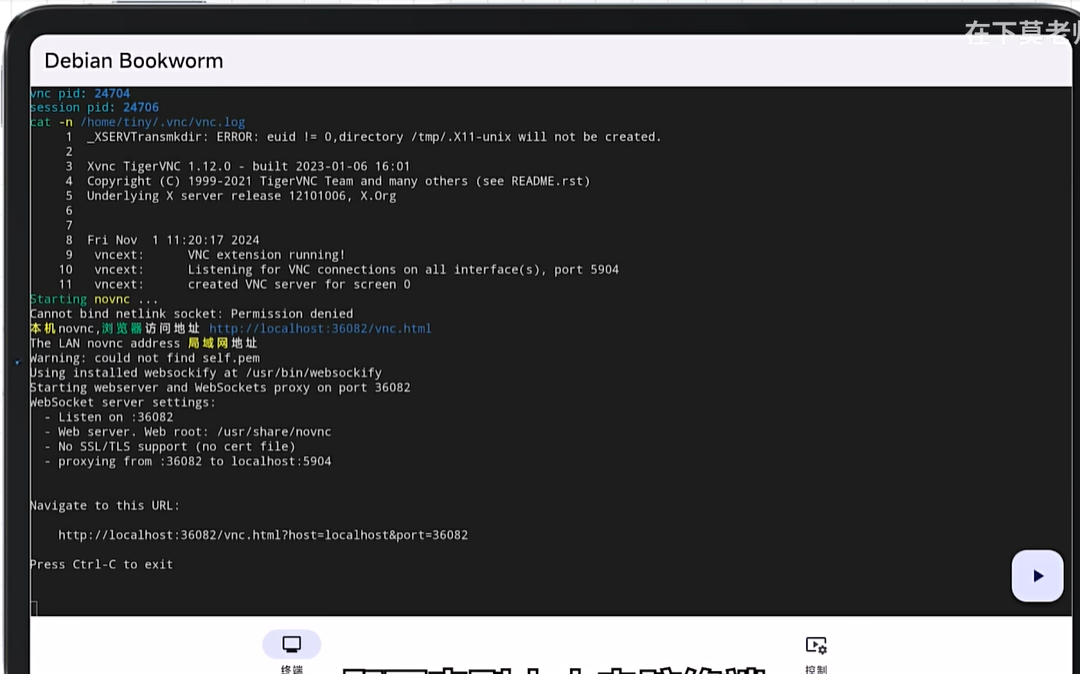 在下莫老师
Debian Bookworm
vnc pid: 24704
session pid: 24706
cat -n /home/tiny/.vnc/vnc.log
1 _XSERVTransmkdir: ERROR: euid != 0,directory /tmp/.X11-unix will not be created.
2
3 Xvnc TigerVNC 1.12.0 - built 2023-01-06 16:01
4 Copyright (C) 1999-2021 TigerVNC Team and many others (see README.rst)
5 Underlying X server release 12101006, X.Org
6
7
8 Fri Nov  1 11:20:17 2024
9 vncext:      VNC extension running!
10 vncext:      Listening for VNC connections on all interface(s), port 5904
11 vncext:      created VNC server for screen 0
Starting novnc ...
Cannot bind netlink socket: Permission denied
本机novnc,浏览器访问地址 http://localhost:36082/vnc.html
The LAN novnc address 局域网地址
Warning: could not find self.pem
Using installed websockify at /usr/bin/websockify
Starting webserver and WebSockets proxy on port 36082
WebSocket server settings:
- Listen on :36082
- Web server. Web root: /usr/share/novnc
- No SSL/TLS support (no cert file)
- proxying from :36082 to localhost:5904
Navigate to this URL:
http://localhost:36082/vnc.html?host=localhost&port=36082
Press Ctrl-C to exit
终端
控制